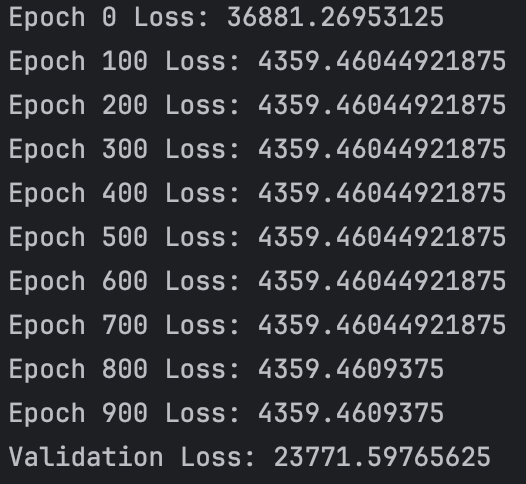 Epoch 0 Loss: 36881.26953125
Epoch 100 Loss: 4359.46044921875
Epoch 200 Loss: 4359.46044921875
Epoch 300 Loss: 4359.46044921875
Epoch 400 Loss: 4359.46044921875
Epoch 500 Loss: 4359.46044921875
Epoch 600 Loss: 4359.46044921875
Epoch 700 Loss: 4359.46044921875
Epoch 800 Loss: 4359.4609375
Epoch 900 Loss: 4359.4609375
Validation Loss: 23771.59765625